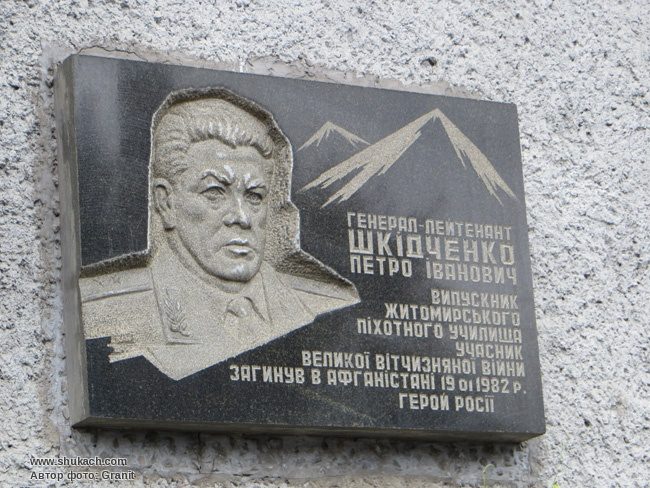 ГЕНЕРАЛ-ЛЕЙТЕНАНТ
ШКІДЧЕНКО
ПЕТРО ІВАНОВИЧ
ВИПУСКНИК
ЖИТОМИРСЬКОГО
ПІХОТНОГО УЧИЛИЩА
УЧАСНИК
ВЕЛИКОЇ ВІТЧИЗНЯНОЇ ВІЙНИ
ЗАГИНУВ В АФГАНІСТАНІ 19 01 1982 р.
ГЕРОЙ РОСІЇ
www.shukach.com
Автор фото: Granit